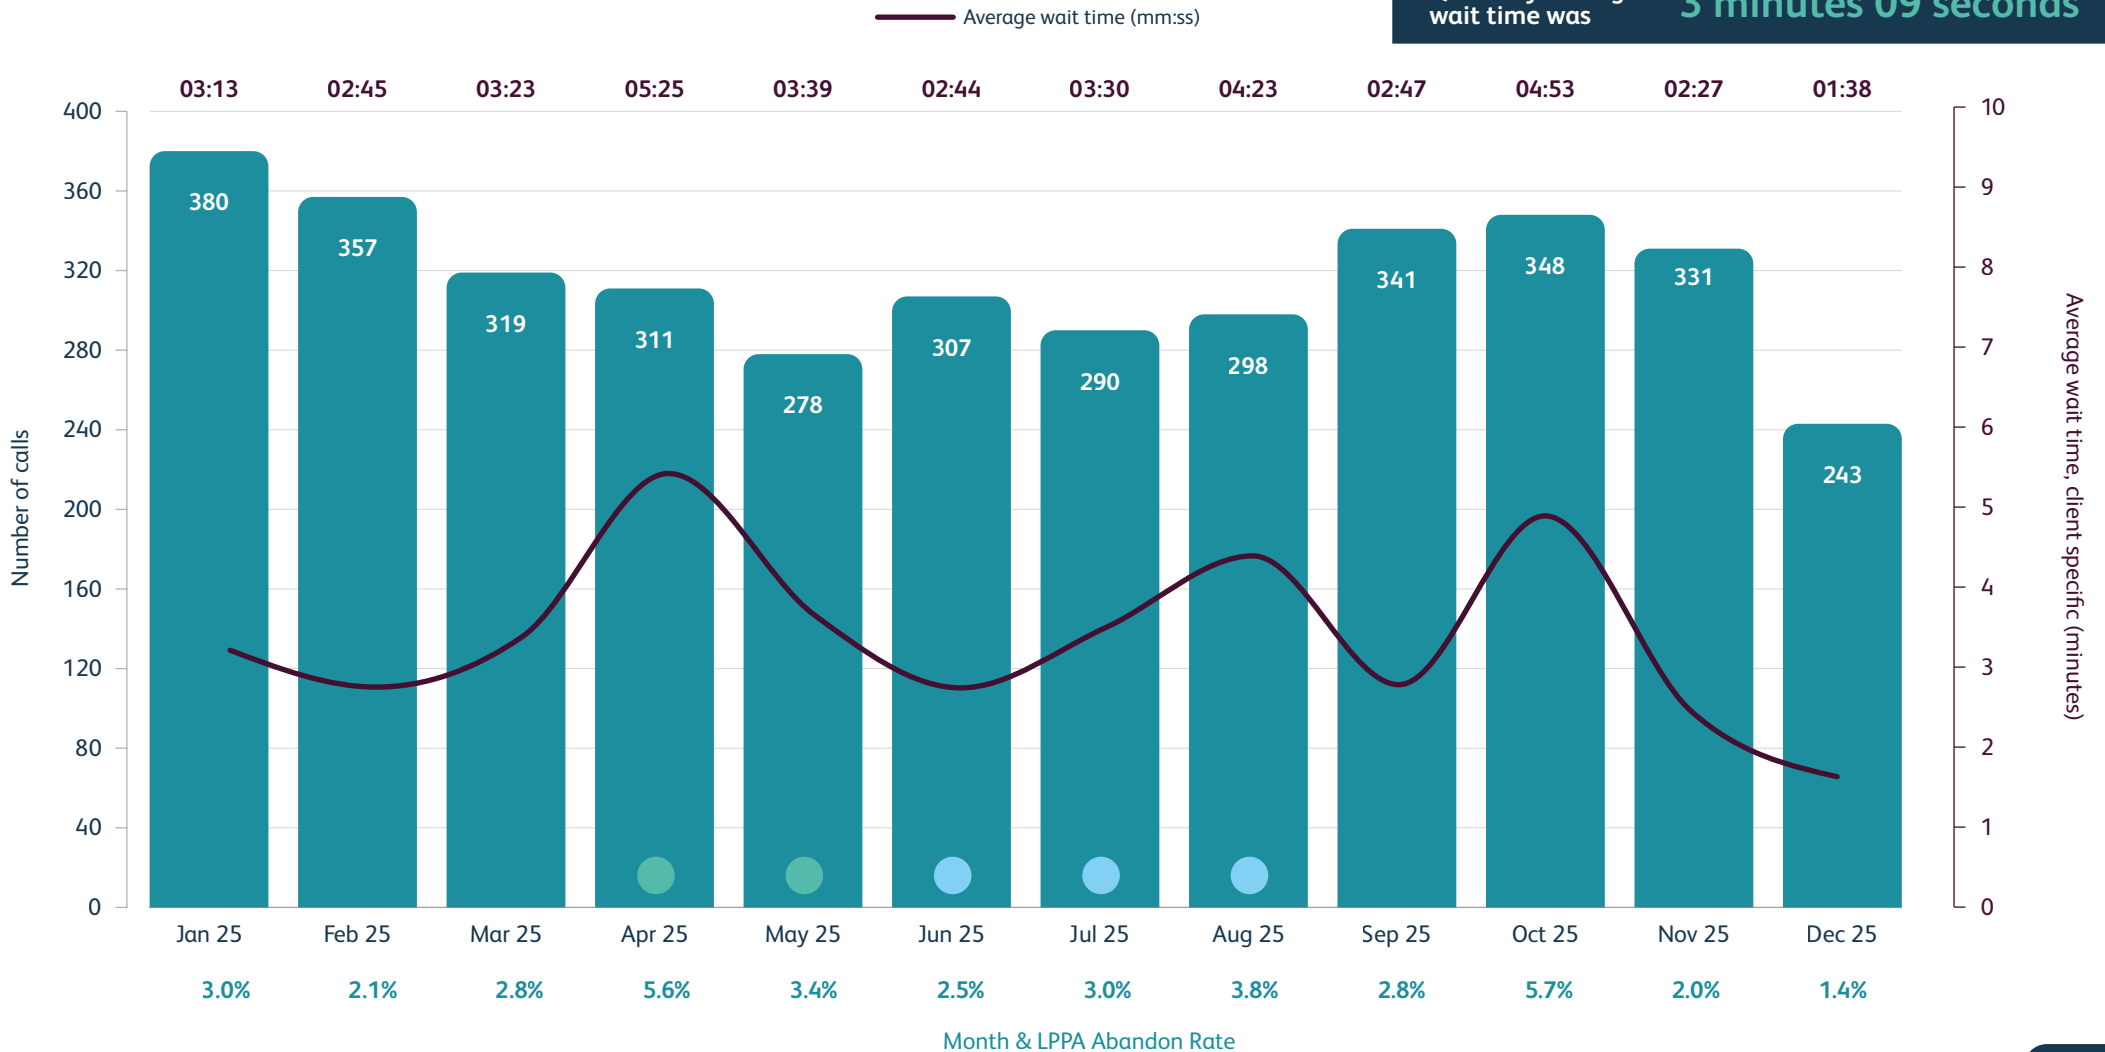 Average wait time (mm:ss)
wait time was
3 minutes 09 seconds
03:13 02:45 03:23 05:25 03:39 02:44 03:30 04:23 02:47 04:53 02:27 01:38
400
360
320
280
240
200
160
120
80
40
0
Number of calls
380 357 319 311 278 307 290 298 341 348 331 243
10
9
8
7
6
5
4
3
2
1
0
Average wait time, client specific (minutes)
Jan 25 Feb 25 Mar 25 Apr 25 May 25 Jun 25 Jul 25 Aug 25 Sep 25 Oct 25 Nov 25 Dec 25
3.0% 2.1% 2.8% 5.6% 3.4% 2.5% 3.0% 3.8% 2.8% 5.7% 2.0% 1.4%
Month & LPPA Abandon Rate